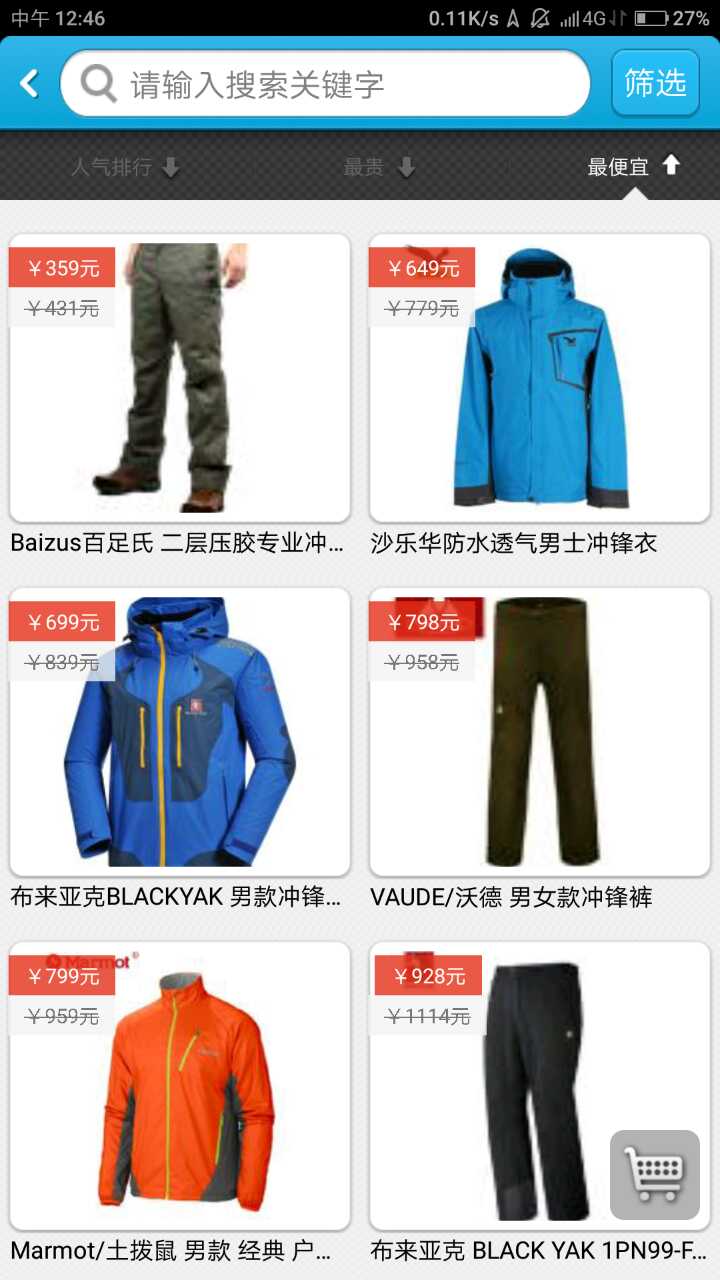 中午 12:46
0.11K/s 4G 27%
请输入搜索关键字
筛选
人气排行 最贵 最便宜
￥359元
￥431元
￥649元
￥779元
Baizus百足氏 二层压胶专业冲...
沙乐华防水透气男士冲锋衣
￥699元
￥839元
￥798元
￥958元
布来亚克BLACKYAK 男款冲锋...
VAUDE/沃德 男女款冲锋裤
Marmot
￥799元
￥959元
￥928元
￥1114元
Marmot/土拨鼠 男款 经典 户...
布来亚克 BLACK YAK 1PN99-F...